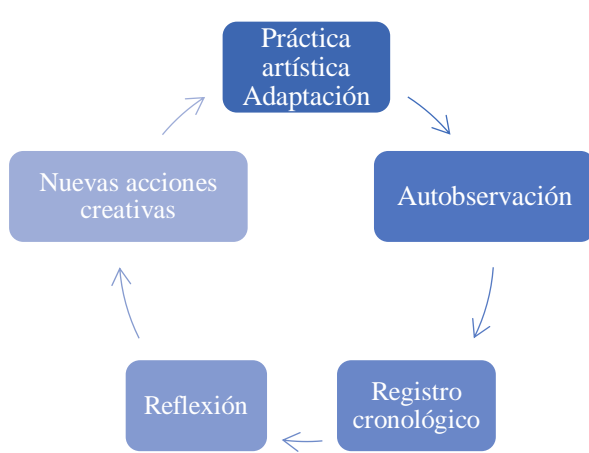 Práctica
artística
Adaptación
Autobservación
Registro
cronológico
Reflexión
Nuevas acciones
creativas